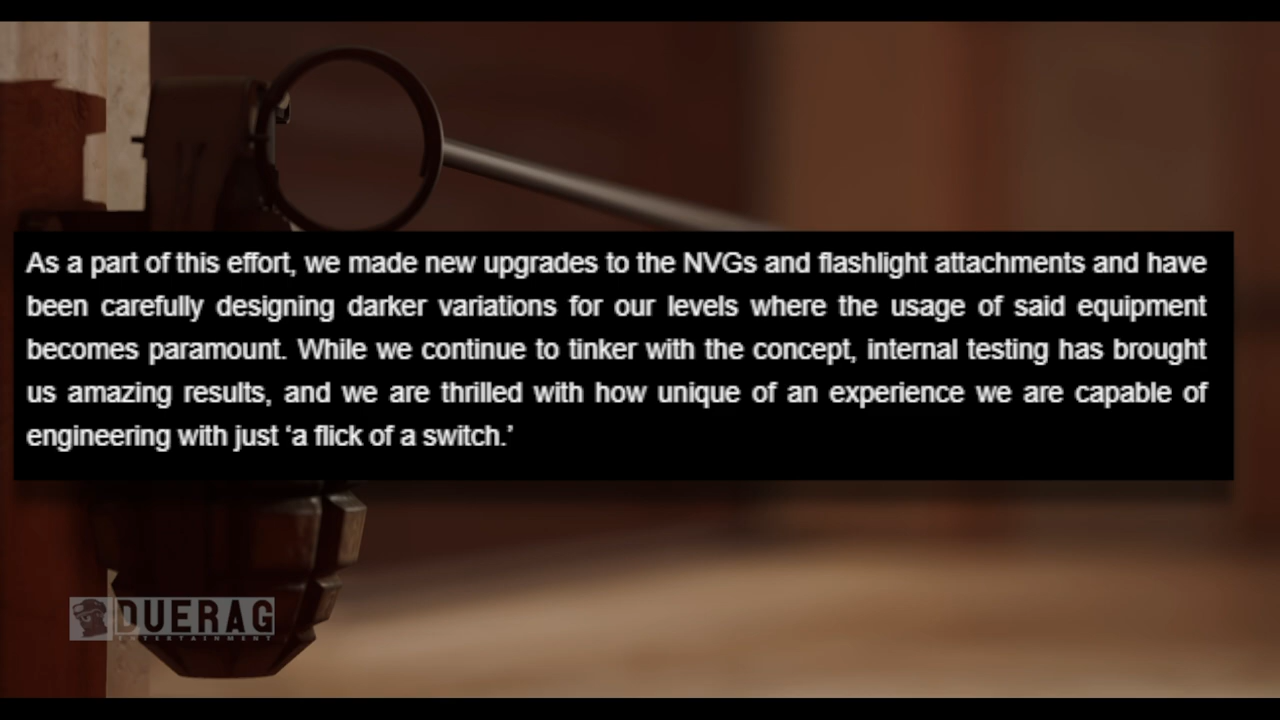 As a part of this effort, we made new upgrades to the NVGs and flashlight attachments and have
been carefully designing darker variations for our levels where the usage of said equipment
becomes paramount. While we continue to tinker with the concept, internal testing has brought
us amazing results, and we are thrilled with how unique of an experience we are capable of
engineering with just ‘a flick of a switch.’
DUERAG
ENTERTAINMENT